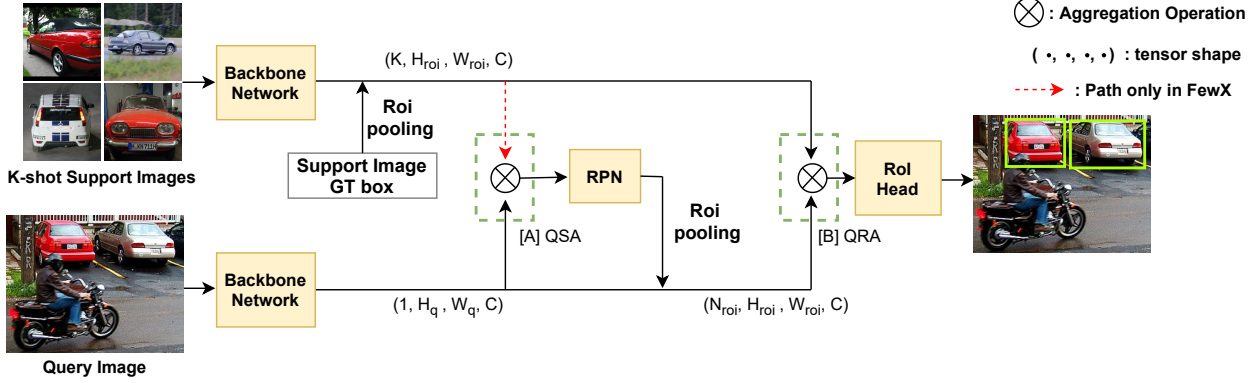 : Aggregation Operation
( •, •, •, •) : tensor shape
: Path only in FewX
Backbone
Network
(K, H_roi , W_roi, C)
Roi
pooling
Support Image
GT box
K-shot Support Images
RPN
RoI
Head
[A] QSA
Roi
pooling
[B] QRA
Backbone
Network
(1, H_q , W_q, C)
(N_roi, H_roi , W_roi, C)
Query Image